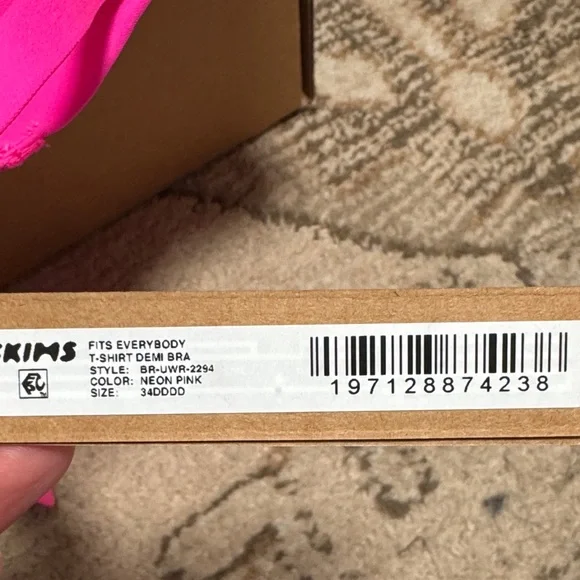 SKIMS
FITS EVERYBODY
T-SHIRT DEMI BRA
STYLE: BR-UWR-2294
COLOR: NEON PINK
SIZE: 34DDDD
197128874238